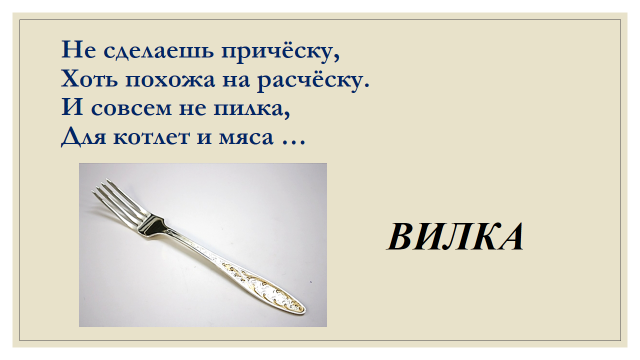 Не сделаешь причёску,
Хоть похожа на расчёску.
И совсем не пилка,
Для котлет и мяса …
ВИЛКА